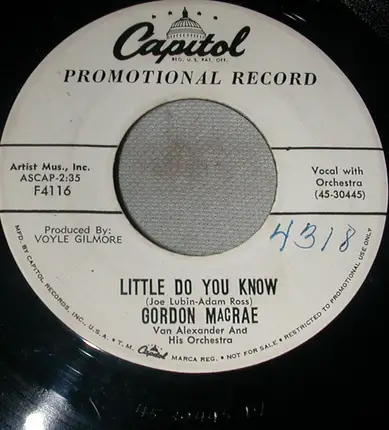 Capitol
REG. U.S. PAT. OFF.
PROMOTIONAL RECORD
Artist Mus., Inc.
ASCAP-2:35
F4116
Vocal with
Orchestra
(45-30445)
Produced By:
VOYLE GILMORE
4318
LITTLE DO YOU KNOW
(Joe Lubin-Adam Ross)
GORDON MacRAE
Van Alexander And
His Orchestra
MFD. BY CAPITOL RECORDS, INC., U.S.A. • T.M. Capitol MARCA REG. • NOT FOR SALE • RESTRICTED TO PROMOTIONAL USE ONLY